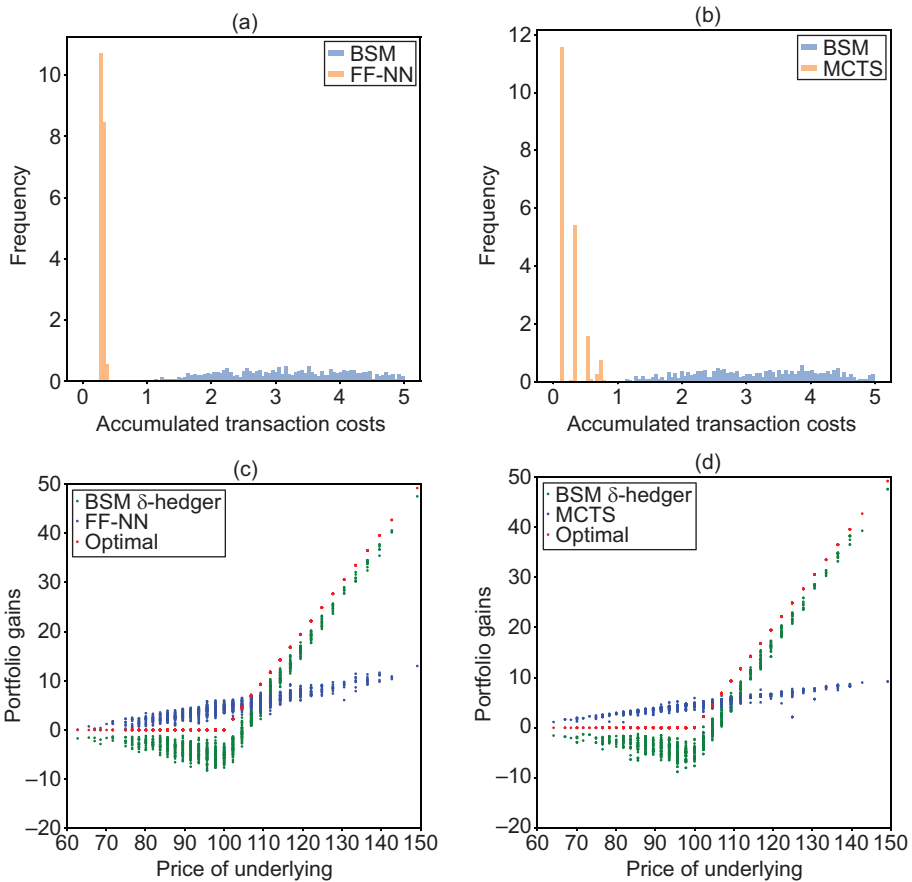 (a)
BSM
FF-NN
Frequency
10
8
6
4
2
0
0 1 2 3 4 5
Accumulated transaction costs
(b)
BSM
MCTS
Frequency
12
10
8
6
4
2
0
0 1 2 3 4 5
Accumulated transaction costs
(c)
BSM δ-hedger
FF-NN
Optimal
Portfolio gains
50
40
30
20
10
0
–10
–20
60 70 80 90 100 110 120 130 140 150
Price of underlying
(d)
BSM δ-hedger
MCTS
Optimal
Portfolio gains
50
40
30
20
10
0
–10
–20
60 70 80 90 100 110 120 130 140 150
Price of underlying